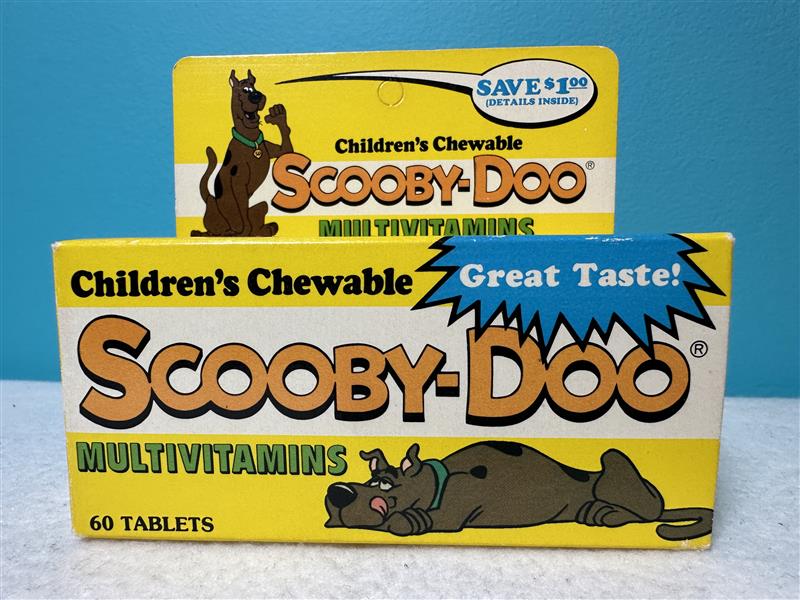 SAVE $1.00
(DETAILS INSIDE)
Children's Chewable
SCOOBY-DOO®
MULTIVITAMINS
Children's Chewable
Great Taste!
SCOOBY-DOO®
MULTIVITAMINS
60 TABLETS